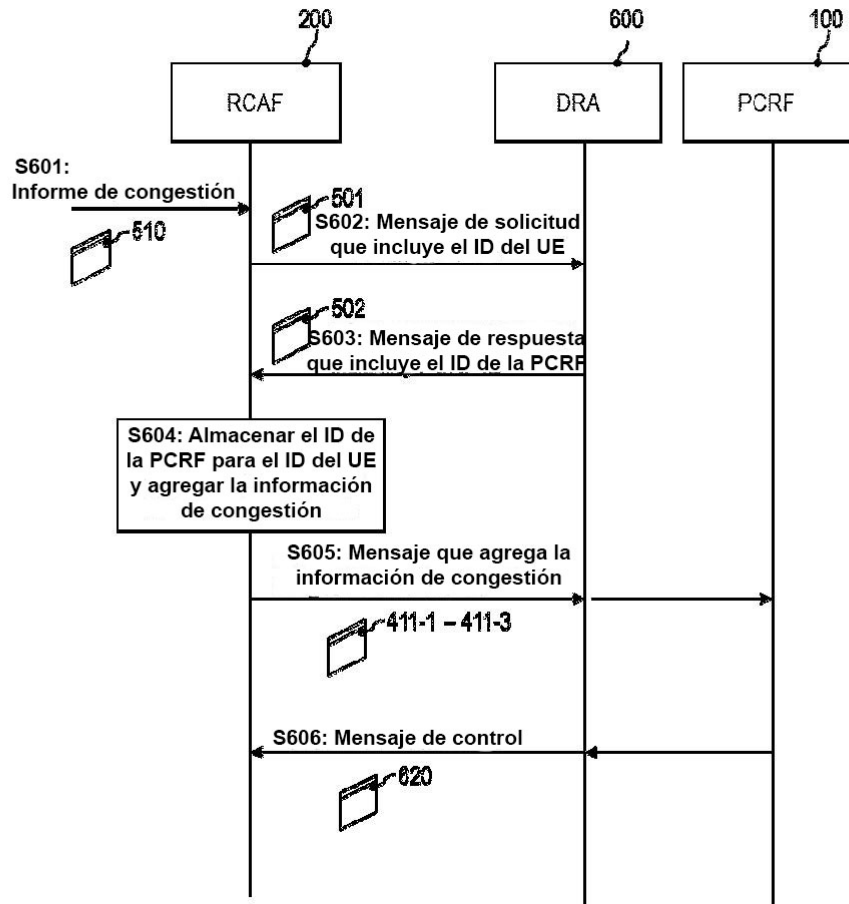 200
600
100
RCAF
DRA
PCRF
S601:
Informe de congestión
510
501
S602: Mensaje de solicitud
que incluye el ID del UE
502
S603: Mensaje de respuesta
que incluye el ID de la PCRF
S604: Almacenar el ID de
la PCRF para el ID del UE
y agregar la información
de congestión
S605: Mensaje que agrega la
información de congestión
411-1 – 411-3
S606: Mensaje de control
620